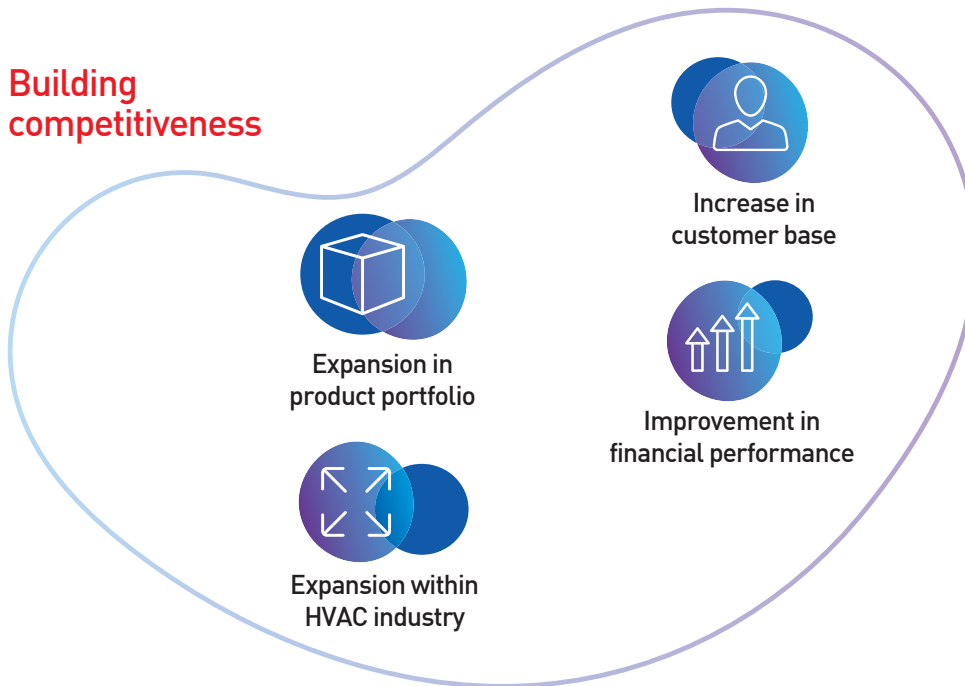 Building
competitiveness
Increase in
customer base
Expansion in
product portfolio
Improvement in
financial performance
Expansion within
HVAC industry